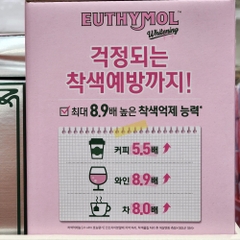 EUTHYMOL
Whitening
걱정되는
착색예방까지!
최대 8.9배 높은 착색억제 능력*
커피 5.5배
와인 8.9배
차 8.0배